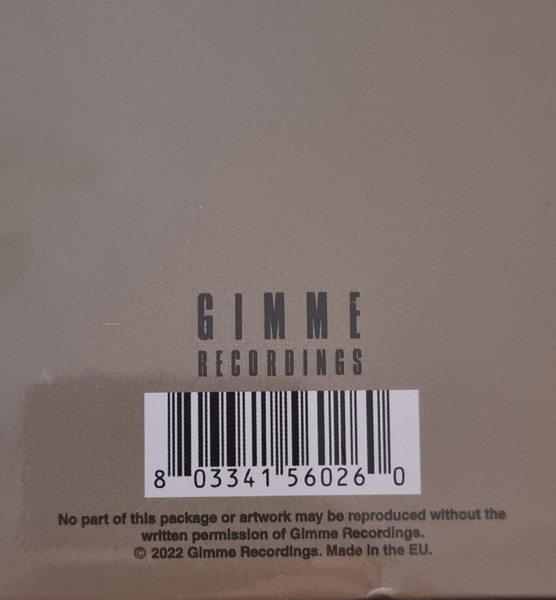 GIMME
RECORDINGS
8 03341 56026 0
No part of this package or artwork may be reproduced without the
written permission of Gimme Recordings.
© 2022 Gimme Recordings. Made in the EU.